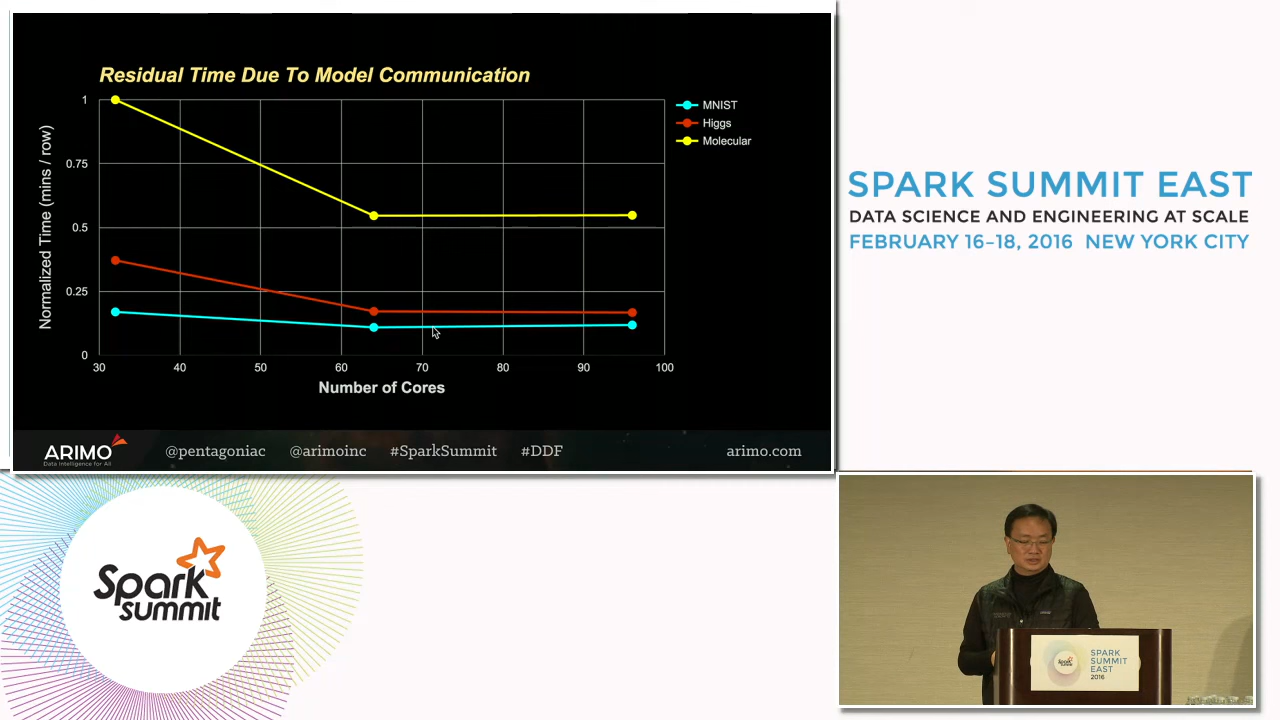 Residual Time Due To Model Communication
1
0.75
0.5
0.25
0
Normalized Time (mins / row)
30 40 50 60 70 80 90 100
Number of Cores
MNIST
Higgs
Molecular
ARIMO
Data Intelligence for All
@pentagoniac @arimoinc #SparkSummit #DDF arimo.com
SPARK SUMMIT EAST
DATA SCIENCE AND ENGINEERING AT SCALE
FEBRUARY 16–18, 2016 NEW YORK CITY
Spark
summit
Spark
summit
SPARK
SUMMIT
EAST
2016